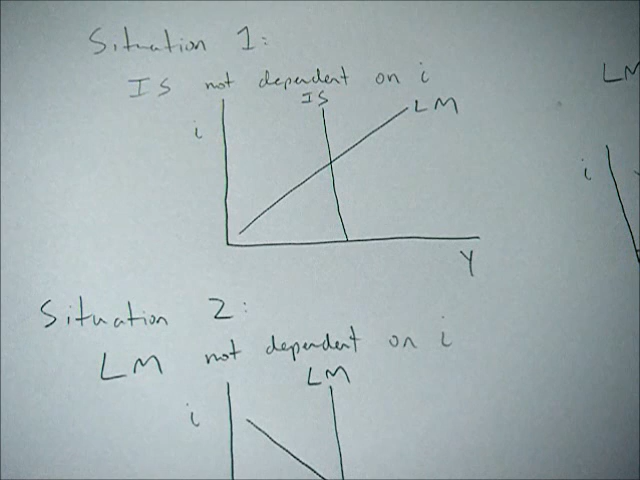 Situation 1:
IS not dependent on i
IS
LM
i
Y
LM
i
Situation 2:
LM not dependent on i
LM
i